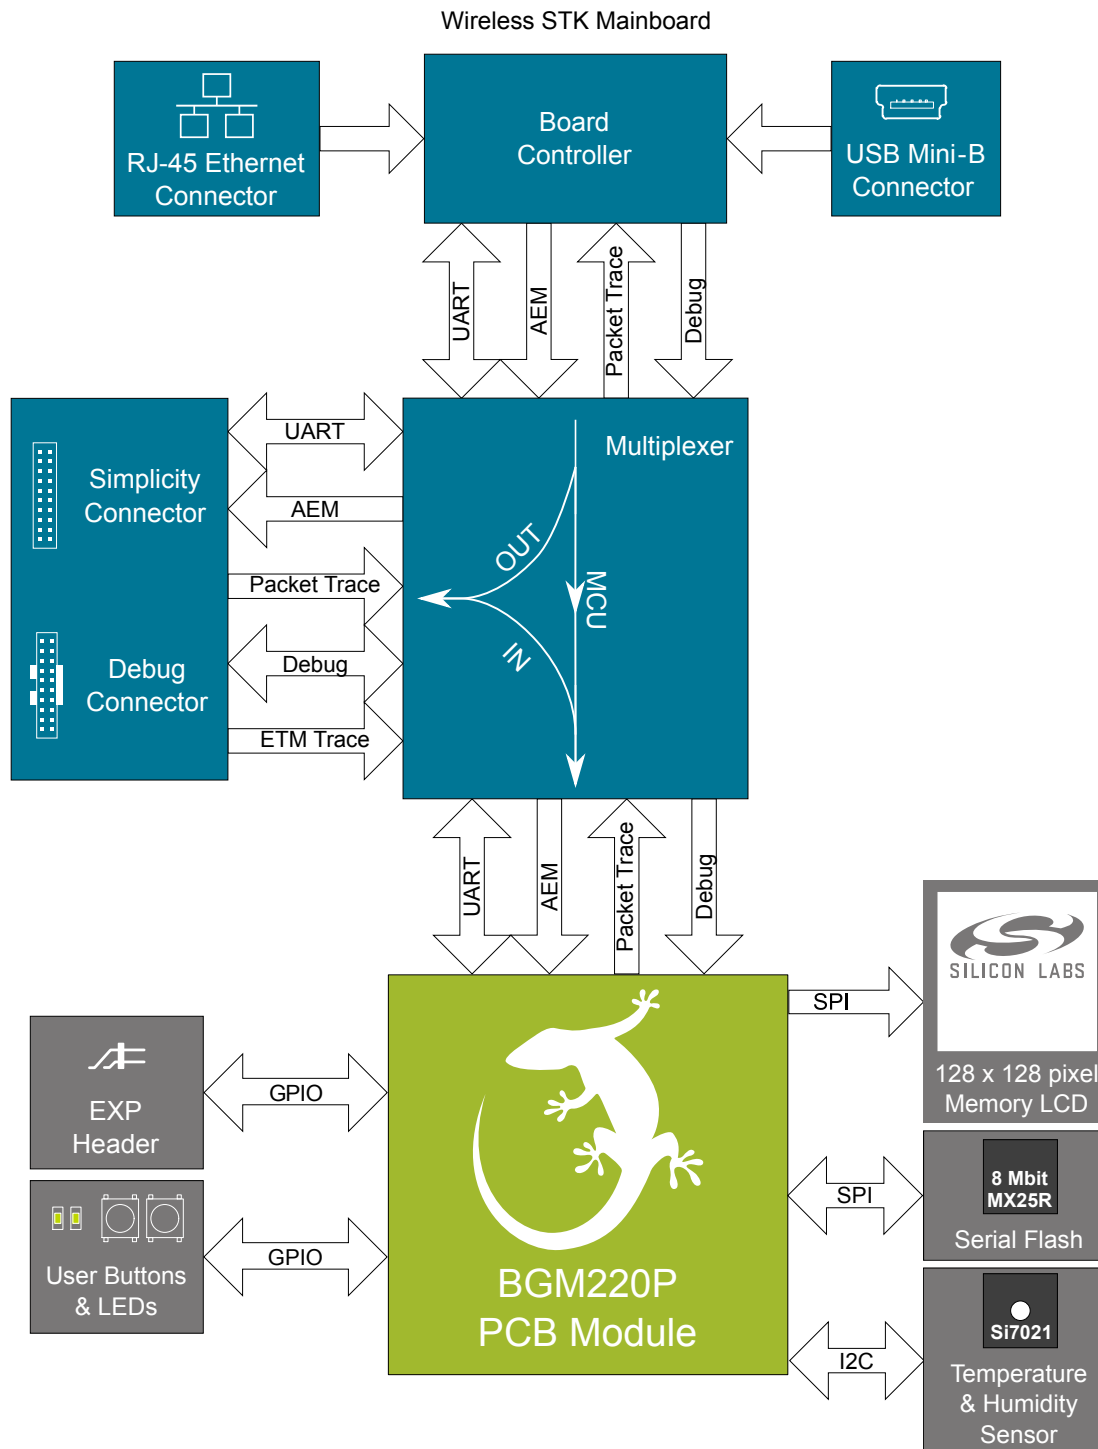 Wireless STK Mainboard
RJ-45 Ethernet
Connector
Board
Controller
USB Mini-B
Connector
UART
AEM
Packet Trace
Debug
Simplicity
Connector
Debug
Connector
UART
AEM
Packet Trace
Debug
ETM Trace
Multiplexer
OUT
MCU
IN
UART
AEM
Packet Trace
Debug
EXP
Header
GPIO
User Buttons
& LEDs
GPIO
BGM220P
PCB Module
SPI
SILICON LABS
128 x 128 pixel
Memory LCD
SPI
8 Mbit
MX25R
Serial Flash
I2C
Si7021
Temperature
& Humidity
Sensor